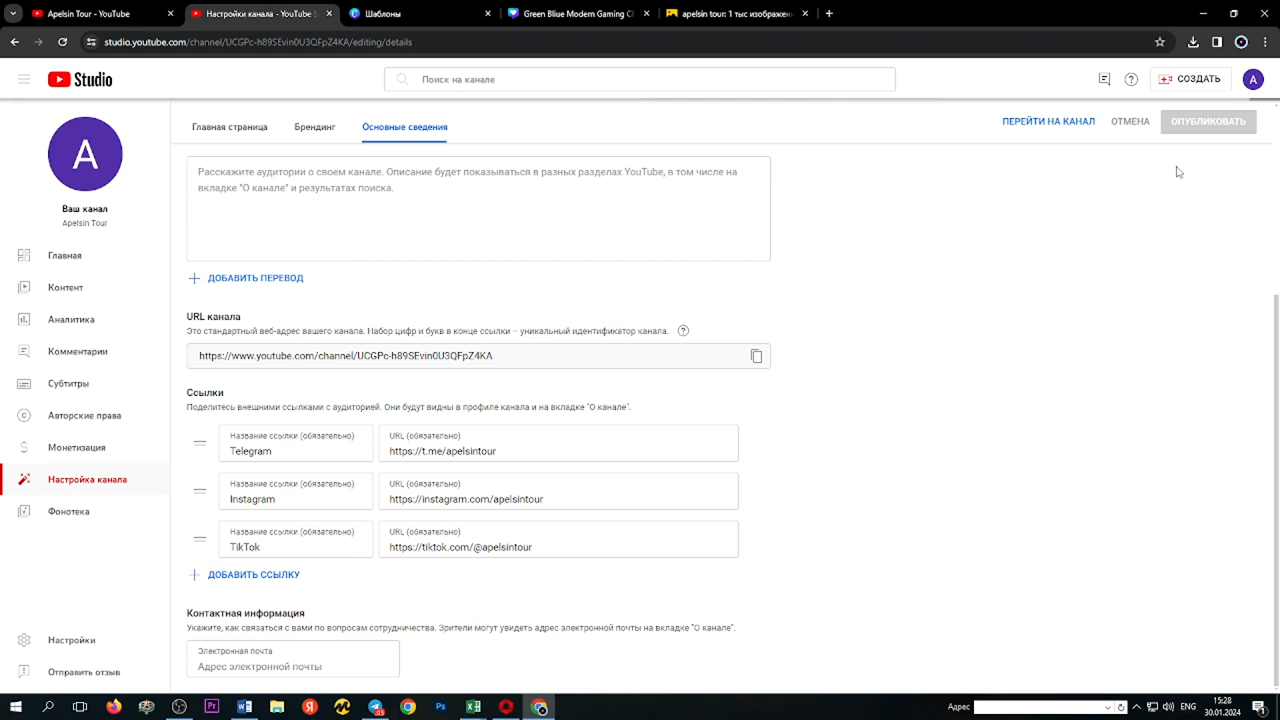 Apelsin Tour - YouTube
Настройки канала - YouTube S
Шаблоны
Green Blue Modern Gaming Ch
apelsin tour: 1 тыс изображен
studio.youtube.com/channel/UCGPc-h89SEvin0U3QFpZ4KA/editing/details
Studio
Поиск на канале
СОЗДАТЬ
A
A
Ваш канал
Apelsin Tour
Главная
Контент
Аналитика
Комментарии
Субтитры
Авторские права
Монетизация
Настройка канала
Фонотека
Настройки
Отправить отзыв
Главная страница
Брендинг
Основные сведения
ПЕРЕЙТИ НА КАНАЛ
ОТМЕНА
ОПУБЛИКОВАТЬ
Расскажите аудитории о своем канале. Описание будет показываться в разных разделах YouTube, в том числе на
вкладке "О канале" и результатах поиска.
ДОБАВИТЬ ПЕРЕВОД
URL канала
Это стандартный веб-адрес вашего канала. Набор цифр и букв в конце ссылки – уникальный идентификатор канала.
https://www.youtube.com/channel/UCGPc-h89SEvin0U3QFpZ4KA
Ссылки
Поделитесь внешними ссылками с аудиторией. Они будут видны в профиле канала и на вкладке "О канале".
Название ссылки (обязательно)
Telegram
URL (обязательно)
https://t.me/apelsintour
Название ссылки (обязательно)
Instagram
URL (обязательно)
https://instagram.com/apelsintour
Название ссылки (обязательно)
TikTok
URL (обязательно)
https://tiktok.com/@apelsintour
ДОБАВИТЬ ССЫЛКУ
Контактная информация
Укажите, как связаться с вами по вопросам сотрудничества. Зрители могут увидеть адрес электронной почты на вкладке "О канале".
Электронная почта
Адрес электронной почты
Адрес
ENG
15:28
30.01.2024